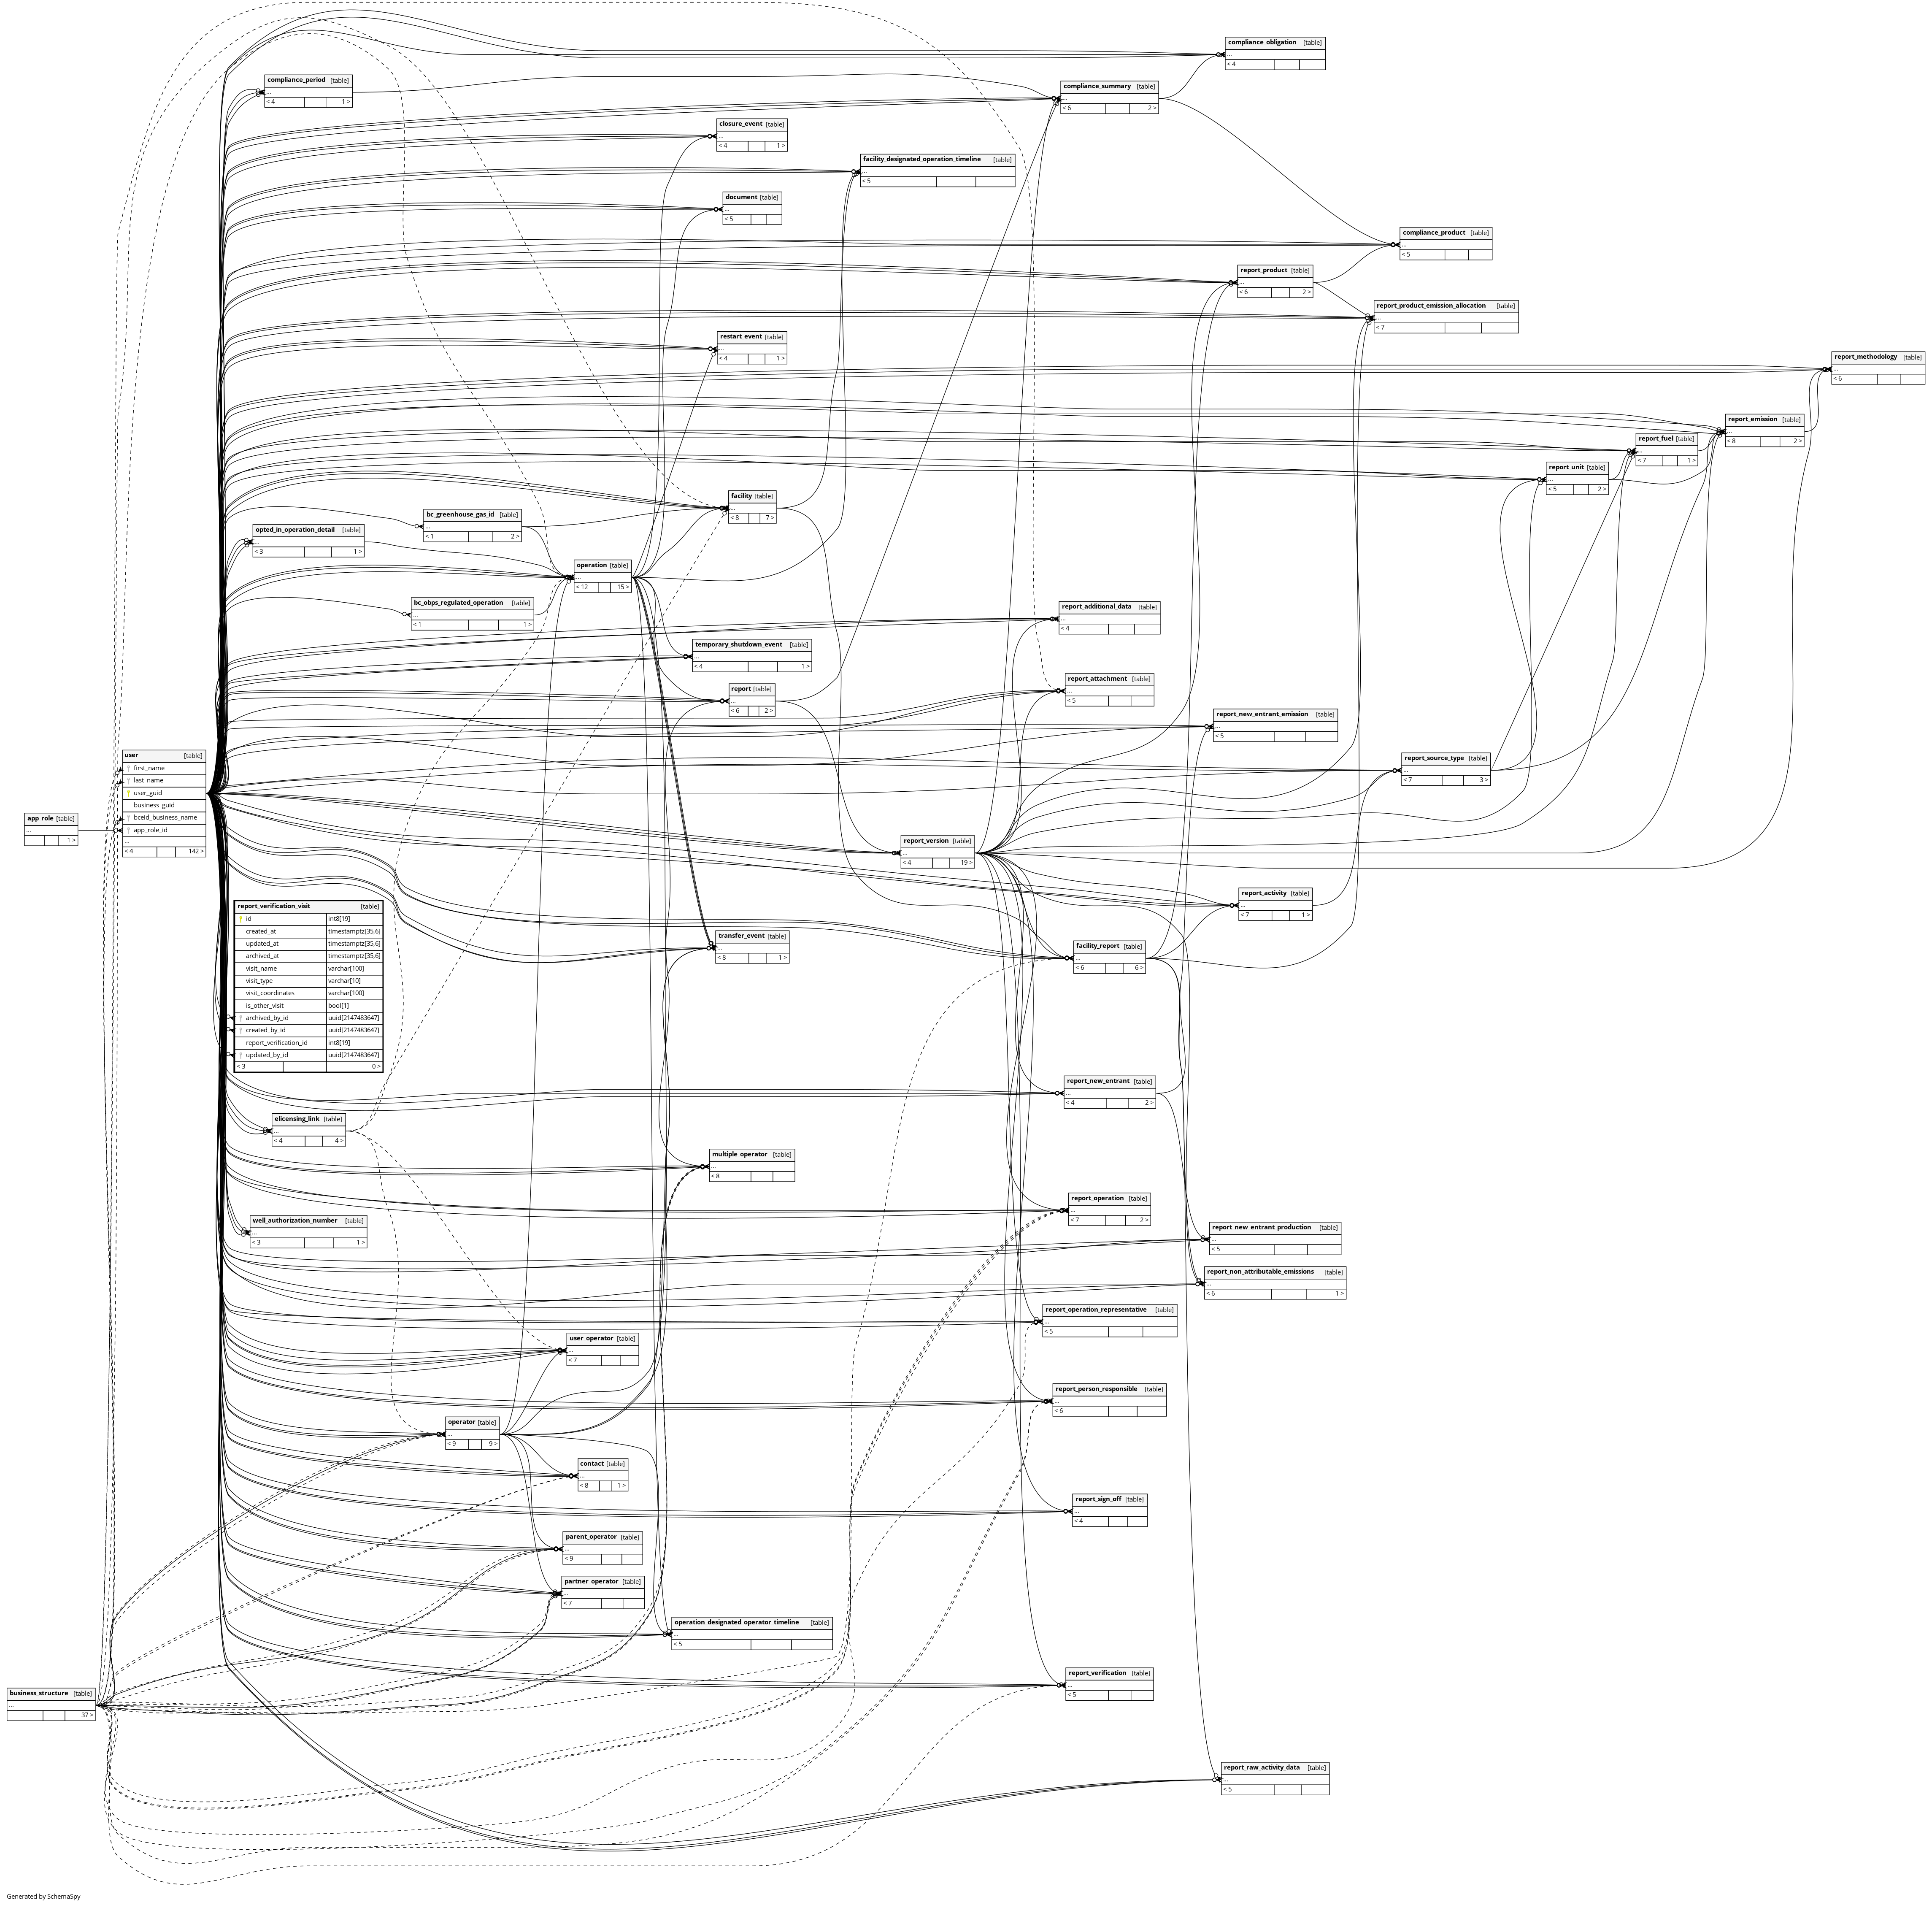 compliance_obligation [table]
...
< 4
compliance_period [table]
...
< 4 1 >
compliance_summary [table]
...
< 6 2 >
closure_event [table]
...
< 4 1 >
facility_designated_operation_timeline [table]
...
< 5
document [table]
...
< 5
compliance_product [table]
...
< 5
report_product [table]
...
< 6 2 >
report_product_emission_allocation [table]
...
< 7
restart_event [table]
...
< 4 1 >
report_methodology [table]
...
< 6
report_emission [table]
...
< 8 2 >
report_fuel [table]
...
< 7 1 >
report_unit [table]
...
< 5 2 >
facility [table]
...
< 8 7 >
bc_greenhouse_gas_id [table]
...
< 1 2 >
opted_in_operation_detail [table]
...
< 3 1 >
operation [table]
...
< 12 15 >
bc_obps_regulated_operation [table]
...
< 1 1 >
report_additional_data [table]
...
< 4
temporary_shutdown_event [table]
...
< 4 1 >
report_attachment [table]
...
< 5
report [table]
...
< 6 2 >
report_new_entrant_emission [table]
...
< 5
user [table]
first_name
last_name
user_guid
business_guid
bceid_business_name
app_role_id
...
< 4 142 >
report_source_type [table]
...
< 7 3 >
app_role [table]
...
1 >
report_version [table]
...
< 4 19 >
report_activity [table]
...
< 7 1 >
report_verification_visit [table]
id int8[19]
created_at timestamptz[35,6]
updated_at timestamptz[35,6]
archived_at timestamptz[35,6]
visit_name varchar[100]
visit_type varchar[10]
visit_coordinates varchar[100]
is_other_visit bool[1]
archived_by_id uuid[2147483647]
created_by_id uuid[2147483647]
report_verification_id int8[19]
updated_by_id uuid[2147483647]
< 3 0 >
transfer_event [table]
...
< 8 1 >
facility_report [table]
...
< 6 6 >
report_new_entrant [table]
...
< 4 2 >
elicensing_link [table]
...
< 4 4 >
multiple_operator [table]
...
< 8
report_operation [table]
...
< 7 2 >
well_authorization_number [table]
...
< 3 1 >
report_new_entrant_production [table]
...
< 5
report_non_attributable_emissions [table]
...
< 6 1 >
report_operation_representative [table]
...
< 5
user_operator [table]
...
< 7
report_person_responsible [table]
...
< 6
operator [table]
...
< 9 9 >
contact [table]
...
< 8 1 >
report_sign_off [table]
...
< 4
parent_operator [table]
...
< 9
partner_operator [table]
...
< 7
operation_designated_operator_timeline [table]
...
< 5
report_verification [table]
...
< 5
business_structure [table]
...
37 >
report_raw_activity_data [table]
...
< 5
Generated by SchemaSpy